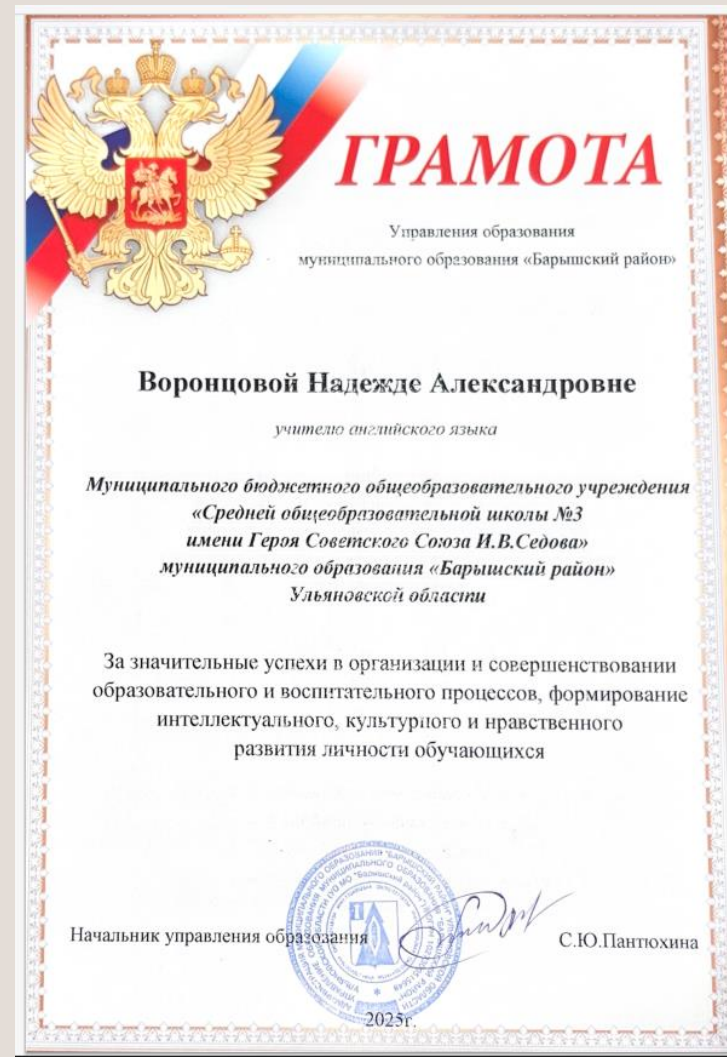 ГРАМОТА
Управления образования
муниципального образования «Барышский район»
Воронцовой Надежде Александровне
учителю английского языка
Муниципального бюджетного общеобразовательного учреждения
«Средней общеобразовательной школы №3
имени Героя Советского Союза И.В.Седова»
муниципального образования «Барышский район»
Ульяновской области
За значительные успехи в организации и совершенствовании
образовательного и воспитательного процессов, формирование
интеллектуального, культурного и нравственного
развития личности обучающихся
Начальник управления образования
С.Ю.Пантюхина
2025г.